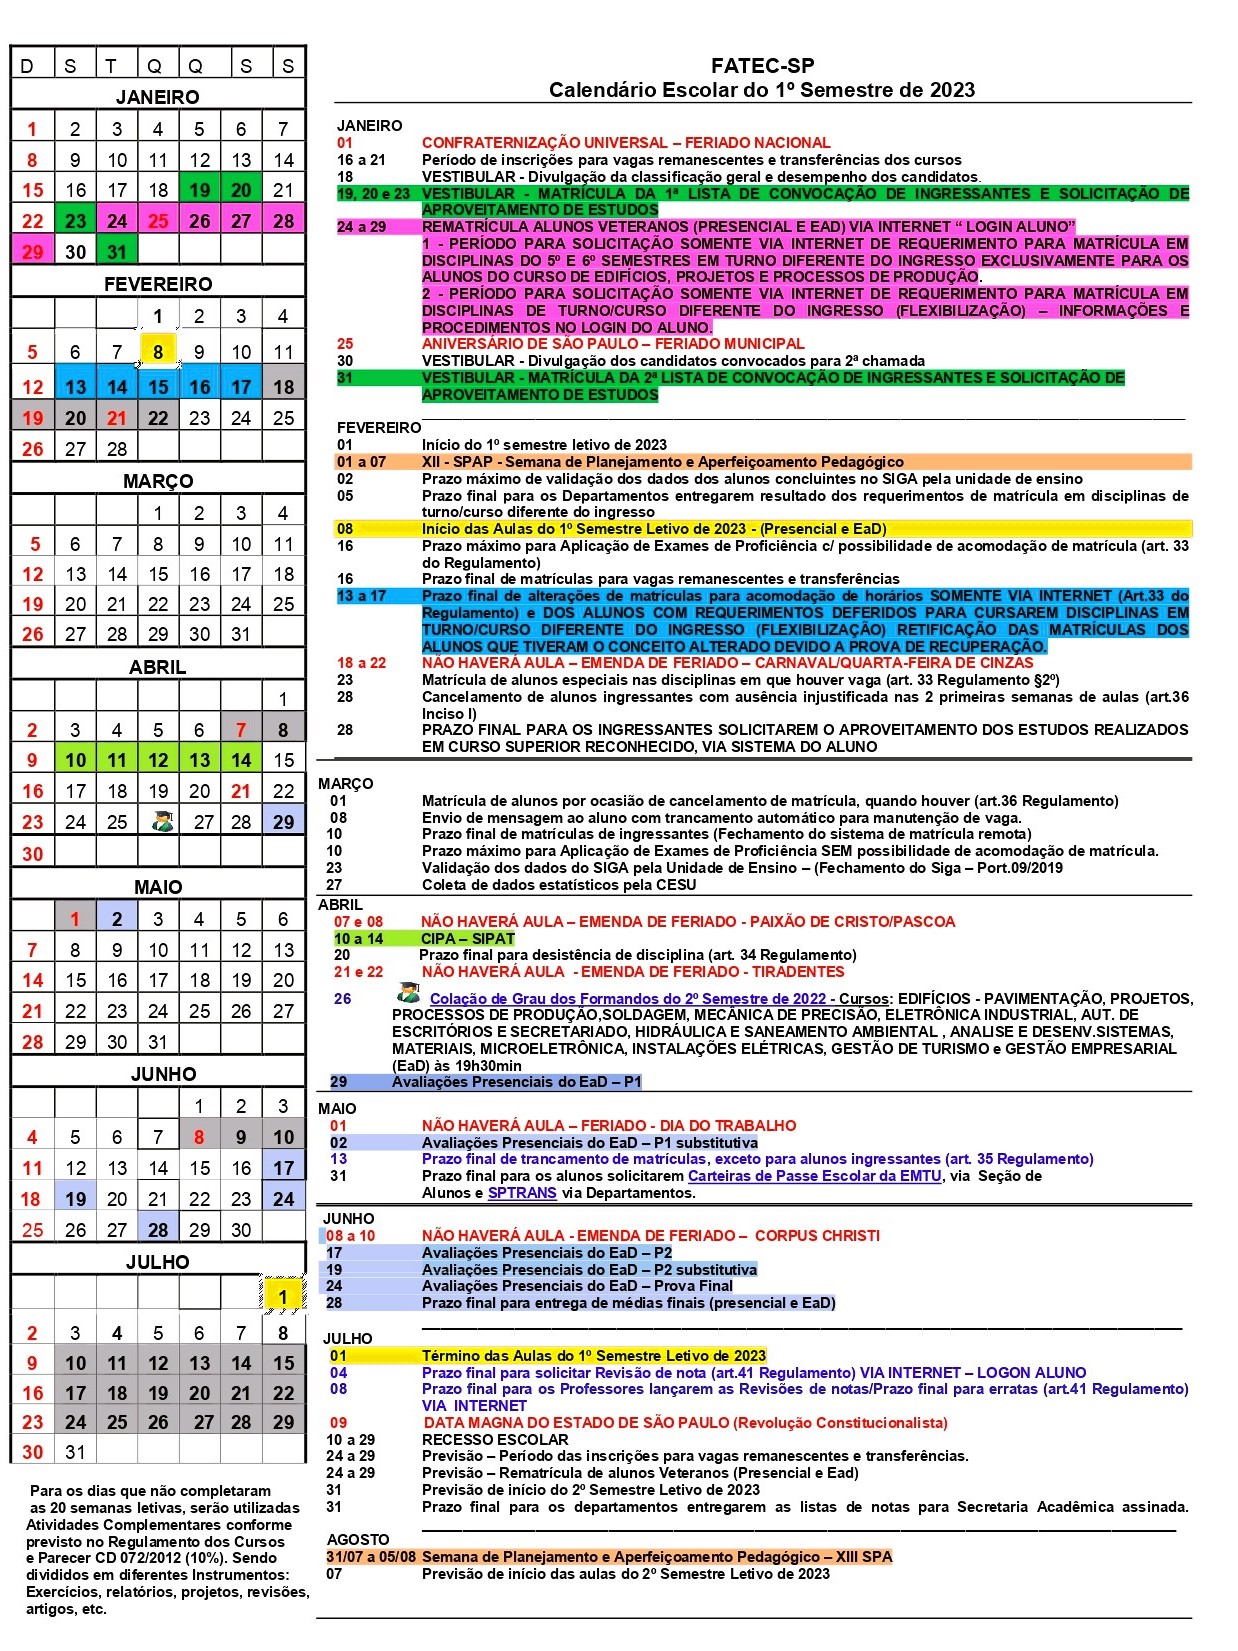 D S T Q Q S S
JANEIRO
1 2 3 4 5 6 7
8 9 10 11 12 13 14
15 16 17 18 19 20 21
22 23 24 25 26 27 28
29 30 31
FEVEREIRO
1 2 3 4
5 6 7 8 9 10 11
12 13 14 15 16 17 18
19 20 21 22 23 24 25
26 27 28
MARÇO
1 2 3 4
5 6 7 8 9 10 11
12 13 14 15 16 17 18
19 20 21 22 23 24 25
26 27 28 29 30 31
ABRIL
1
2 3 4 5 6 7 8
9 10 11 12 13 14 15
16 17 18 19 20 21 22
23 24 25 27 28 29
30
MAIO
1 2 3 4 5 6
7 8 9 10 11 12 13
14 15 16 17 18 19 20
21 22 23 24 25 26 27
28 29 30 31
JUNHO
1 2 3
4 5 6 7 8 9 10
11 12 13 14 15 16 17
18 19 20 21 22 23 24
25 26 27 28 29 30
JULHO
1
2 3 4 5 6 7 8
9 10 11 12 13 14 15
16 17 18 19 20 21 22
23 24 25 26 27 28 29
30 31
Para os dias que não completaram
as 20 semanas letivas, serão utilizadas
Atividades Complementares conforme
previsto no Regulamento dos Cursos
e Parecer CD 072/2012 (10%). Sendo
divididos em diferentes Instrumentos:
Exercícios, relatórios, projetos, revisões,
artigos, etc.
FATEC-SP
Calendário Escolar do 1º Semestre de 2023
JANEIRO
01 CONFRATERNIZAÇÃO UNIVERSAL – FERIADO NACIONAL
16 a 21 Período de inscrições para vagas remanescentes e transferências dos cursos
18 VESTIBULAR - Divulgação da classificação geral e desempenho dos candidatos.
19, 20 e 23 VESTIBULAR - MATRÍCULA DA 1ª LISTA DE CONVOCAÇÃO DE INGRESSANTES E SOLICITAÇÃO DE
APROVEITAMENTO DE ESTUDOS
24 a 29 REMATRÍCULA ALUNOS VETERANOS (PRESENCIAL E EAD) VIA INTERNET “ LOGIN ALUNO”
1 - PERÍODO PARA SOLICITAÇÃO SOMENTE VIA INTERNET DE REQUERIMENTO PARA MATRÍCULA EM
DISCIPLINAS DO 5º E 6º SEMESTRES EM TURNO DIFERENTE DO INGRESSO EXCLUSIVAMENTE PARA OS
ALUNOS DO CURSO DE EDIFÍCIOS, PROJETOS E PROCESSOS DE PRODUÇÃO.
2 - PERÍODO PARA SOLICITAÇÃO SOMENTE VIA INTERNET DE REQUERIMENTO PARA MATRÍCULA EM
DISCIPLINAS DE TURNO/CURSO DIFERENTE DO INGRESSO (FLEXIBILIZAÇÃO) – INFORMAÇÕES E
PROCEDIMENTOS NO LOGIN DO ALUNO.
25 ANIVERSÁRIO DE SÃO PAULO – FERIADO MUNICIPAL
30 VESTIBULAR - Divulgação dos candidatos convocados para 2ª chamada
31 VESTIBULAR - MATRÍCULA DA 2ª LISTA DE CONVOCAÇÃO DE INGRESSANTES E SOLICITAÇÃO DE
APROVEITAMENTO DE ESTUDOS
FEVEREIRO
01 Início do 1º semestre letivo de 2023
01 a 07 XII - SPAP - Semana de Planejamento e Aperfeiçoamento Pedagógico
02 Prazo máximo de validação dos dados dos alunos concluintes no SIGA pela unidade de ensino
05 Prazo final para os Departamentos entregarem resultado dos requerimentos de matrícula em disciplinas de
turno/curso diferente do ingresso
08 Início das Aulas do 1º Semestre Letivo de 2023 - (Presencial e EaD)
16 Prazo máximo para Aplicação de Exames de Proficiência c/ possibilidade de acomodação de matrícula (art. 33
do Regulamento)
16 Prazo final de matrículas para vagas remanescentes e transferências
13 a 17 Prazo final de alterações de matrículas para acomodação de horários SOMENTE VIA INTERNET (Art.33 do
Regulamento) e DOS ALUNOS COM REQUERIMENTOS DEFERIDOS PARA CURSAREM DISCIPLINAS EM
TURNO/CURSO DIFERENTE DO INGRESSO (FLEXIBILIZAÇÃO) RETIFICAÇÃO DAS MATRÍCULAS DOS
ALUNOS QUE TIVERAM O CONCEITO ALTERADO DEVIDO A PROVA DE RECUPERAÇÃO.
18 a 22 NÃO HAVERÁ AULA – EMENDA DE FERIADO – CARNAVAL/QUARTA-FEIRA DE CINZAS
23 Matrícula de alunos especiais nas disciplinas em que houver vaga (art. 33 Regulamento §2º)
28 Cancelamento de alunos ingressantes com ausência injustificada nas 2 primeiras semanas de aulas (art.36
Inciso I)
28 PRAZO FINAL PARA OS INGRESSANTES SOLICITAREM O APROVEITAMENTO DOS ESTUDOS REALIZADOS
EM CURSO SUPERIOR RECONHECIDO, VIA SISTEMA DO ALUNO
MARÇO
01 Matrícula de alunos por ocasião de cancelamento de matrícula, quando houver (art.36 Regulamento)
08 Envio de mensagem ao aluno com trancamento automático para manutenção de vaga.
10 Prazo final de matrículas de ingressantes (Fechamento do sistema de matrícula remota)
10 Prazo máximo para Aplicação de Exames de Proficiência SEM possibilidade de acomodação de matrícula.
23 Validação dos dados do SIGA pela Unidade de Ensino – (Fechamento do Siga – Port.09/2019
27 Coleta de dados estatísticos pela CESU
ABRIL
07 e 08 NÃO HAVERÁ AULA – EMENDA DE FERIADO - PAIXÃO DE CRISTO/PASCOA
10 a 14 CIPA – SIPAT
20 Prazo final para desistência de disciplina (art. 34 Regulamento)
21 e 22 NÃO HAVERÁ AULA - EMENDA DE FERIADO - TIRADENTES
26 Colação de Grau dos Formandos do 2º Semestre de 2022 - Cursos: EDIFÍCIOS - PAVIMENTAÇÃO, PROJETOS,
PROCESSOS DE PRODUÇÃO,SOLDAGEM, MECÂNICA DE PRECISÃO, ELETRÔNICA INDUSTRIAL, AUT. DE
ESCRITÓRIOS E SECRETARIADO, HIDRÁULICA E SANEAMENTO AMBIENTAL , ANALISE E DESENV.SISTEMAS,
MATERIAIS, MICROELETRÔNICA, INSTALAÇÕES ELÉTRICAS, GESTÃO DE TURISMO e GESTÃO EMPRESARIAL
(EaD) às 19h30min
29 Avaliações Presenciais do EaD – P1
MAIO
01 NÃO HAVERÁ AULA – FERIADO - DIA DO TRABALHO
02 Avaliações Presenciais do EaD – P1 substitutiva
13 Prazo final de trancamento de matrículas, exceto para alunos ingressantes (art. 35 Regulamento)
31 Prazo final para os alunos solicitarem Carteiras de Passe Escolar da EMTU, via Seção de
Alunos e SPTRANS via Departamentos.
JUNHO
08 a 10 NÃO HAVERÁ AULA - EMENDA DE FERIADO – CORPUS CHRISTI
17 Avaliações Presenciais do EaD – P2
19 Avaliações Presenciais do EaD – P2 substitutiva
24 Avaliações Presenciais do EaD – Prova Final
28 Prazo final para entrega de médias finais (presencial e EaD)
JULHO
01 Término das Aulas do 1º Semestre Letivo de 2023
04 Prazo final para solicitar Revisão de nota (art.41 Regulamento) VIA INTERNET – LOGON ALUNO
08 Prazo final para os Professores lançarem as Revisões de notas/Prazo final para erratas (art.41 Regulamento)
VIA INTERNET
09 DATA MAGNA DO ESTADO DE SÃO PAULO (Revolução Constitucionalista)
10 a 29 RECESSO ESCOLAR
24 a 29 Previsão – Período das inscrições para vagas remanescentes e transferências.
24 a 29 Previsão – Rematrícula de alunos Veteranos (Presencial e Ead)
31 Previsão de início do 2º Semestre Letivo de 2023
31 Prazo final para os departamentos entregarem as listas de notas para Secretaria Acadêmica assinada.
AGOSTO
31/07 a 05/08 Semana de Planejamento e Aperfeiçoamento Pedagógico – XIII SPA
07 Previsão de início das aulas do 2º Semestre Letivo de 2023